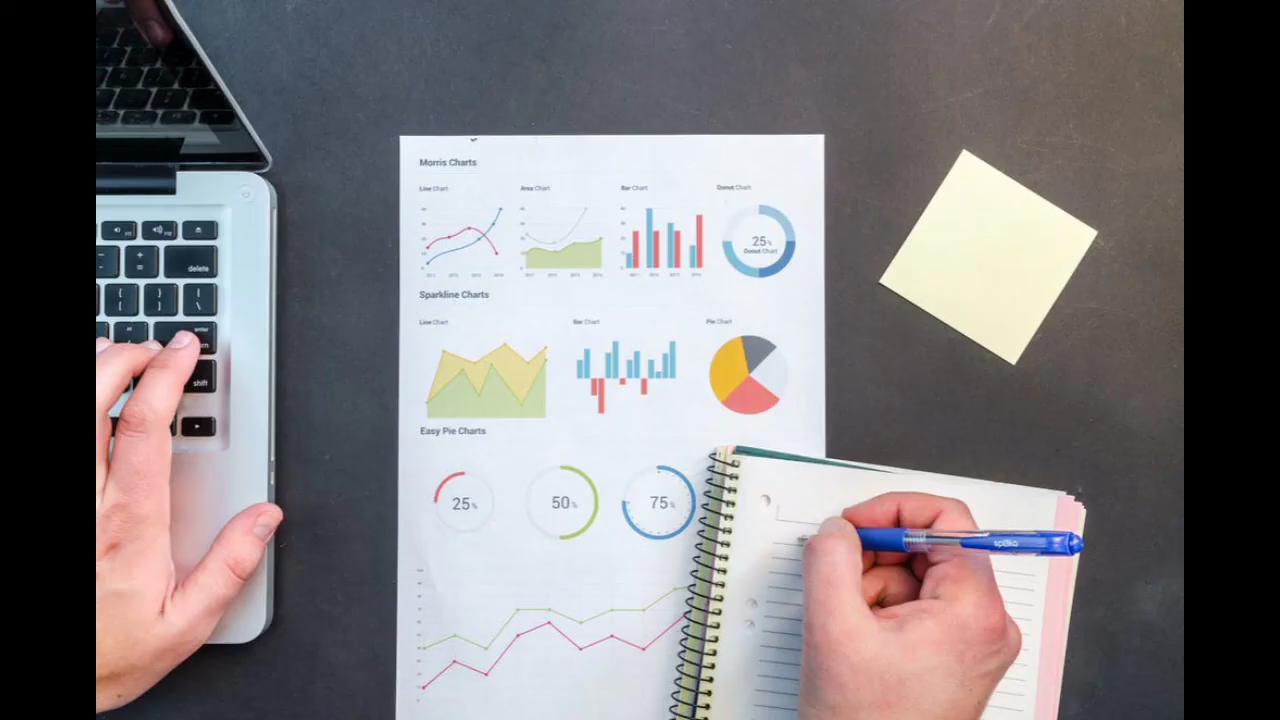 Morris Charts
Line Chart
Area Chart
Bar Chart
Donut Chart
25%
Donut Chart
Sparkline Charts
Line Chart
Bar Chart
Pie Chart
Easy Pie Charts
25%
50%
75%
delete
enter
shift